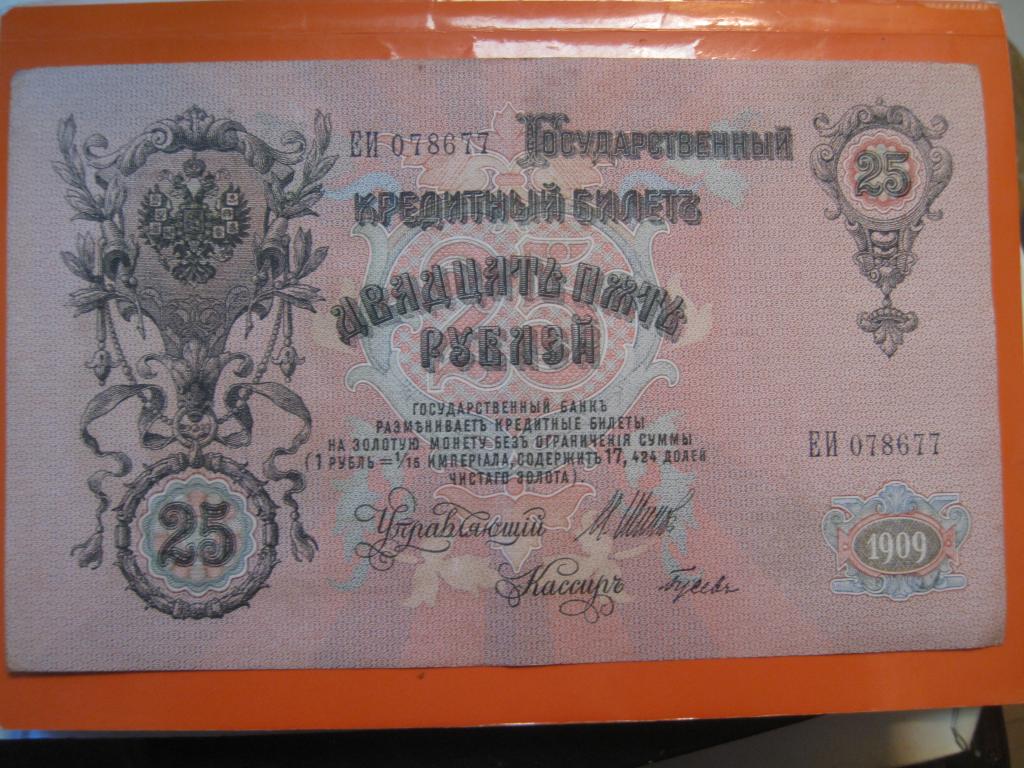 ЕИ 078677 Государственный 25
кредитный билетъ
двадцать пять
рублей
Государственный Банкъ
размѣниваетъ кредитные билеты
на золотую монету безъ ограниченія суммы
(1 рубль = 1/15 имперіала, содержитъ 17,424 долей
чистаго золота).
ЕИ 078677
25
Управляющій
1909
Кассиръ